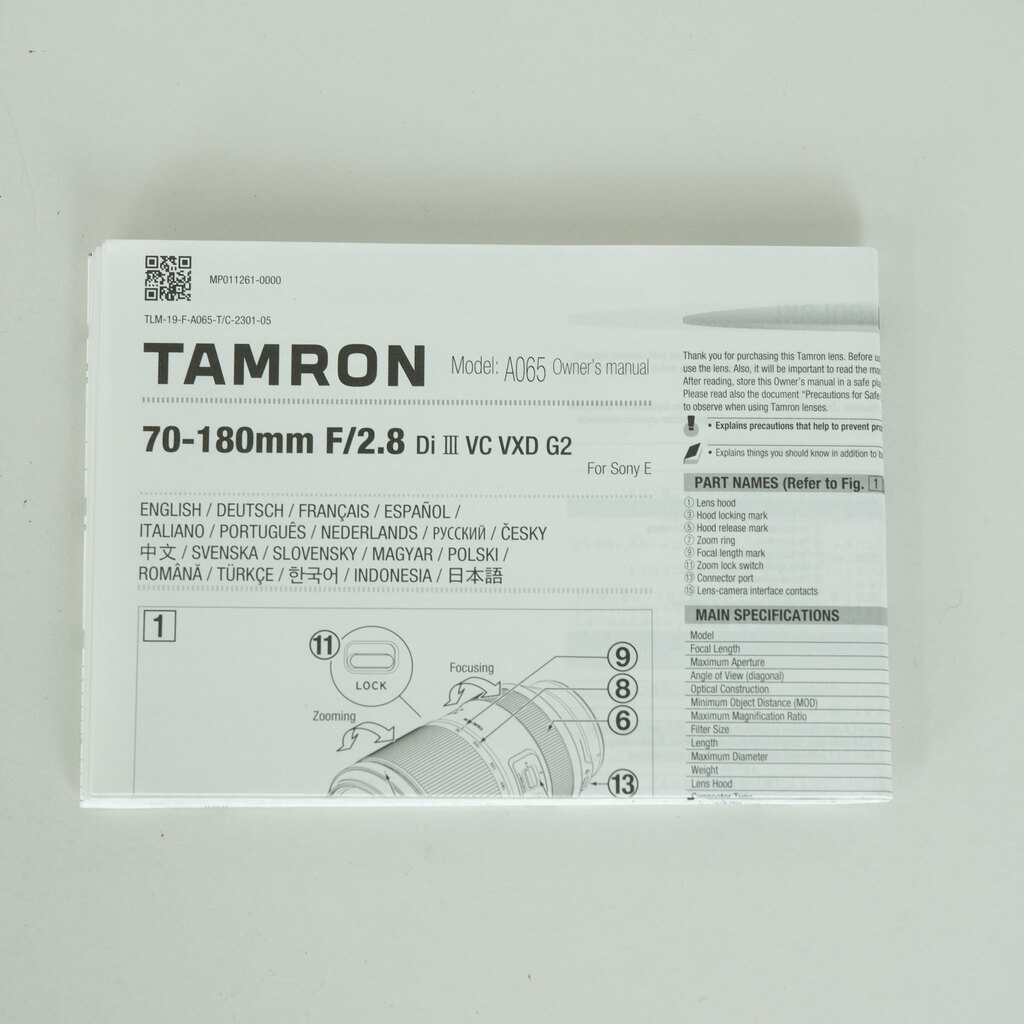 MP011261-0000
TLM-19-F-A065-T/C-2301-05
TAMRON Model: A065 Owner's manual
70-180mm F/2.8 Di III VC VXD G2
For Sony E
ENGLISH / DEUTSCH / FRANÇAIS / ESPAÑOL /
ITALIANO / PORTUGUÊS / NEDERLANDS / РУССКИЙ / ČESKY
中文 / SVENSKA / SLOVENSKY / MAGYAR / POLSKI /
ROMÂNĂ / TÜRKÇE / 한국어 / INDONESIA / 日本語
1
11
LOCK
Focusing
Zooming
9
8
6
13
Thank you for purchasing this Tamron lens. Before
use the lens. Also, it will be important to read the
After reading, store this Owner's manual in a safe
Please read also the document "Precautions for
to observe when using Tamron lenses.
• Explains precautions that help to prevent
• Explains things you should know in addition to
PART NAMES (Refer to Fig. 1)
① Lens hood
③ Hood locking mark
⑤ Hood release mark
⑦ Zoom ring
⑨ Focal length mark
⑪ Zoom lock switch
⑬ Connector port
⑮ Lens-camera interface contacts
MAIN SPECIFICATIONS
Model
Focal Length
Maximum Aperture
Angle of View (diagonal)
Optical Construction
Minimum Object Distance (MOD)
Maximum Magnification Ratio
Filter Size
Length
Maximum Diameter
Weight
Lens Hood
Connector Type